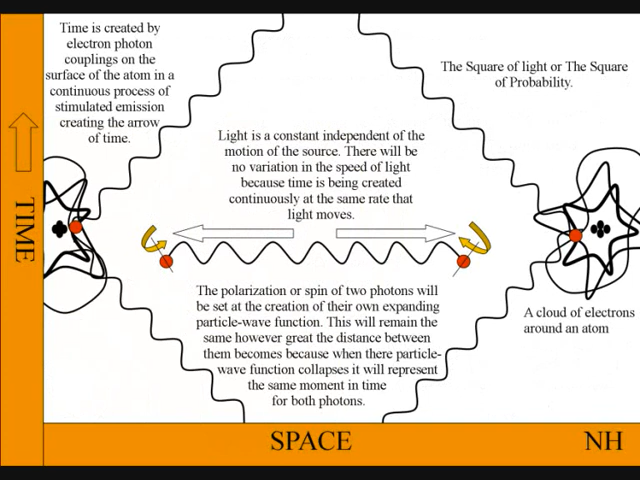 Time is created by
electron photon
couplings on the
surface of the atom in a
continuous process of
stimulated emission
creating the arrow
of time.
The Square of light or The Square
of Probability.
Light is a constant independent of the
motion of the source. There will be
no variation in the speed of light
because time is being created
continuously at the same rate that
light moves.
TIME
The polarization or spin of two photons will
be set at the creation of their own expanding
particle-wave function. This will remain the
same however great the distance between
them becomes because when there particle-
wave function collapses it will represent
the same moment in time
for both photons.
A cloud of electrons
around an atom
SPACE
NH